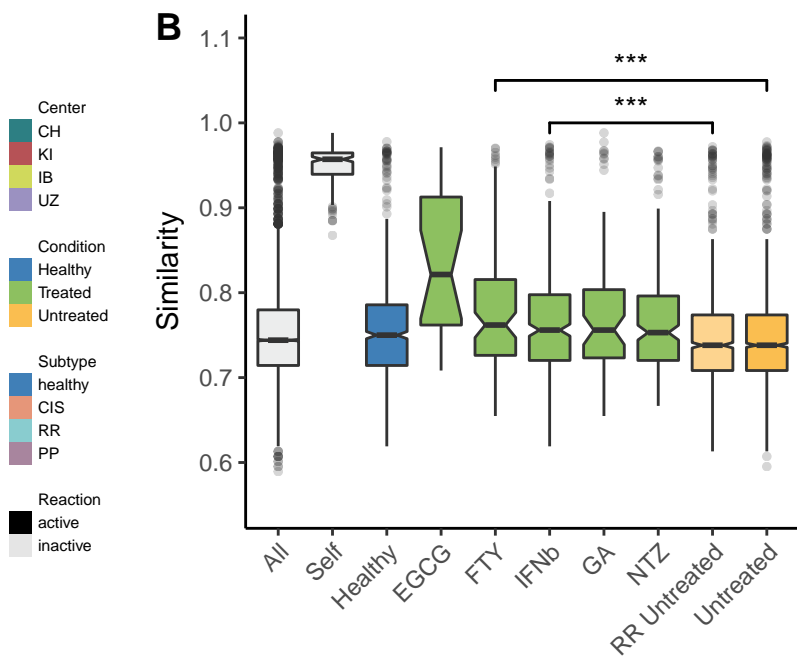 B
Center
CH
KI
IB
UZ
Condition
Healthy
Treated
Untreated
Subtype
healthy
CIS
RR
PP
Reaction
active
inactive
Similarity
1.1
1.0
0.9
0.8
0.7
0.6
***
***
All
Self
Healthy
EGCG
FTY
IFNb
GA
NTZ
RR Untreated
Untreated